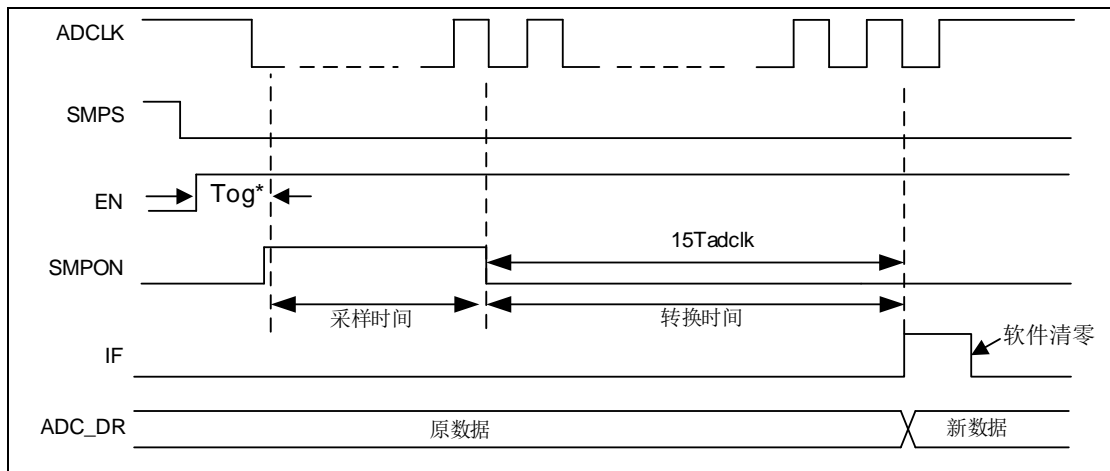 ADCLK
SMPS
Tog*
EN
15Tadclk
SMPON
采样时间
转换时间
软件清零
IF
ADC_DR
原数据
新数据